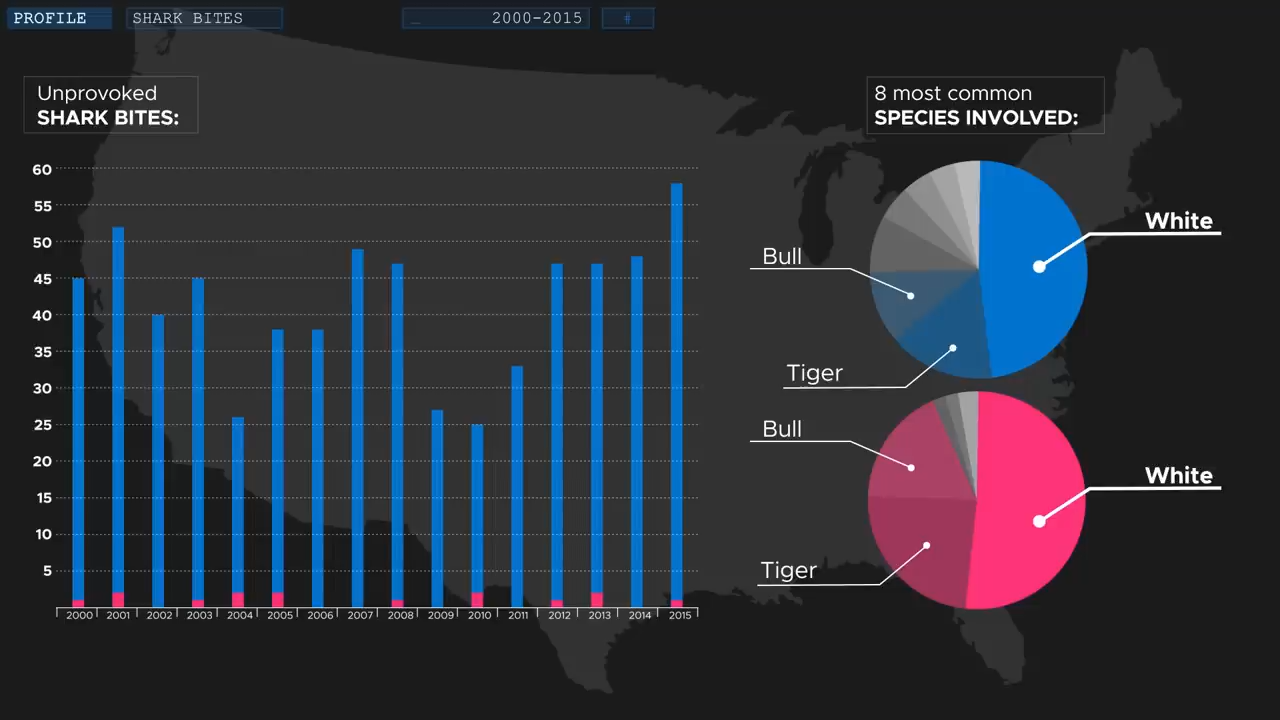 PROFILE
SHARK BITES
_ 2000-2015
#
Unprovoked
SHARK BITES:
60
55
50
45
40
35
30
25
20
15
10
5
2000 2001 2002 2003 2004 2005 2006 2007 2008 2009 2010 2011 2012 2013 2014 2015
8 most common
SPECIES INVOLVED:
White
Bull
Tiger
Bull
White
Tiger